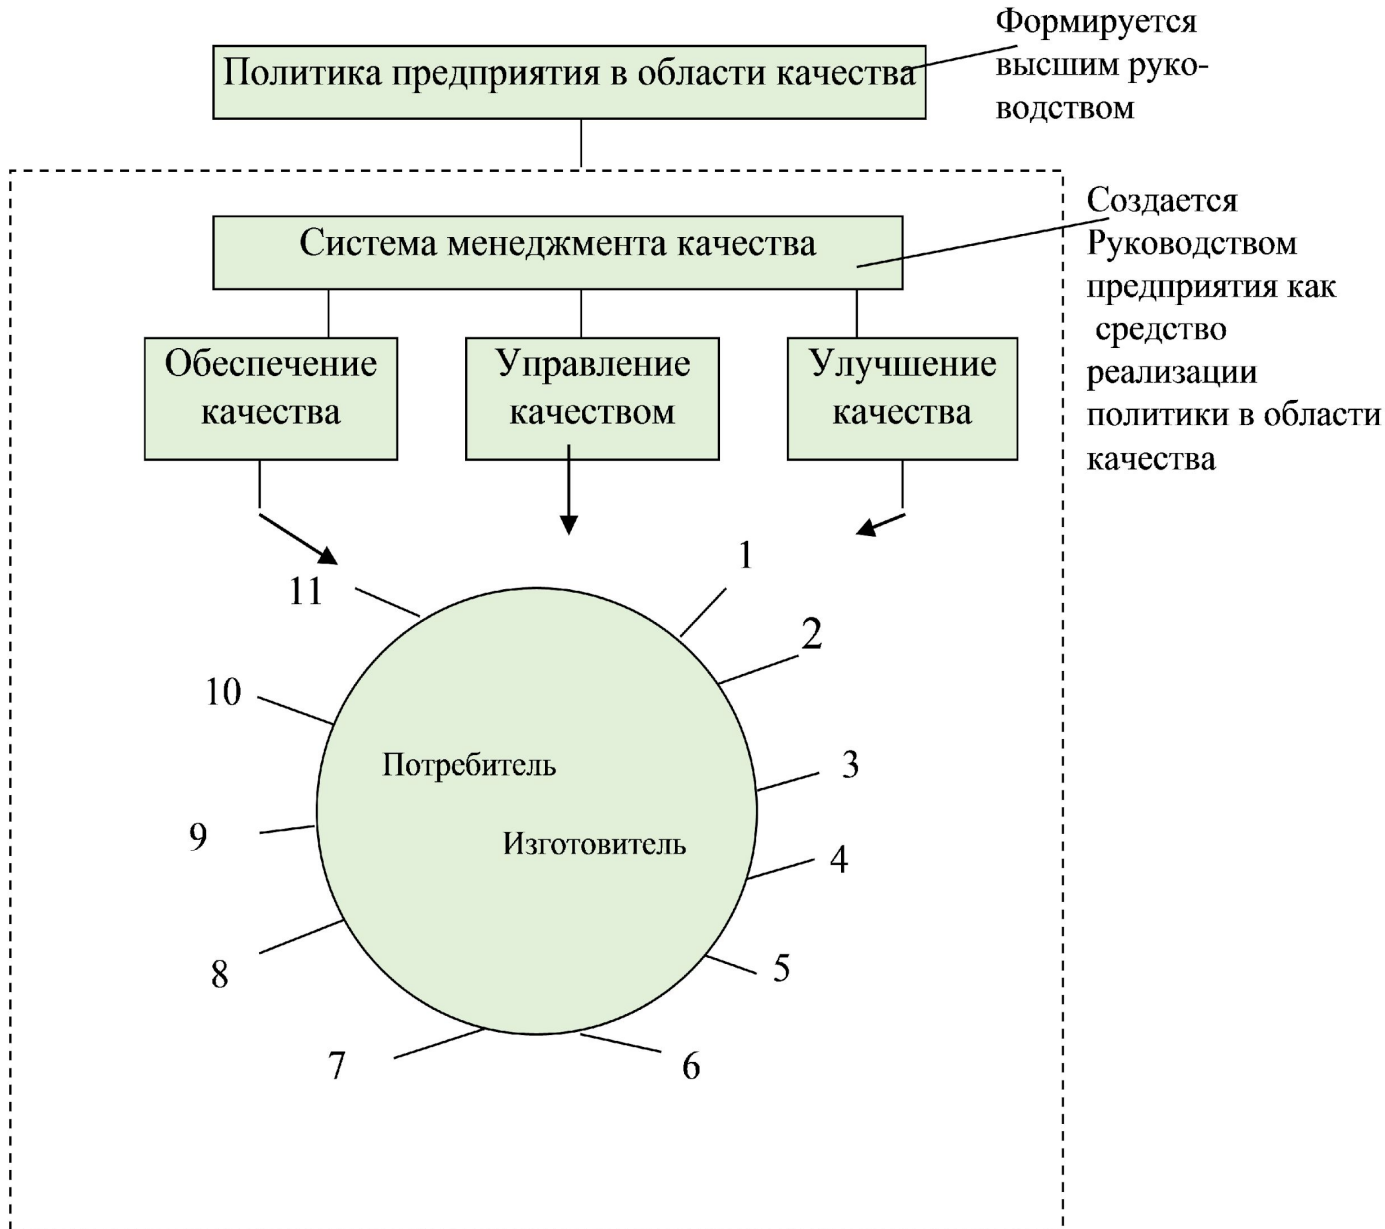 Формируется
высшим руко-
водством
Политика предприятия в области качества
Система менеджмента качества
Создается
Руководством
предприятия как
средство
реализации
политики в области
качества
Обеспечение
качества
Управление
качеством
Улучшение
качества
1
2
3
4
5
6
7
8
9
10
11
Потребитель
Изготовитель